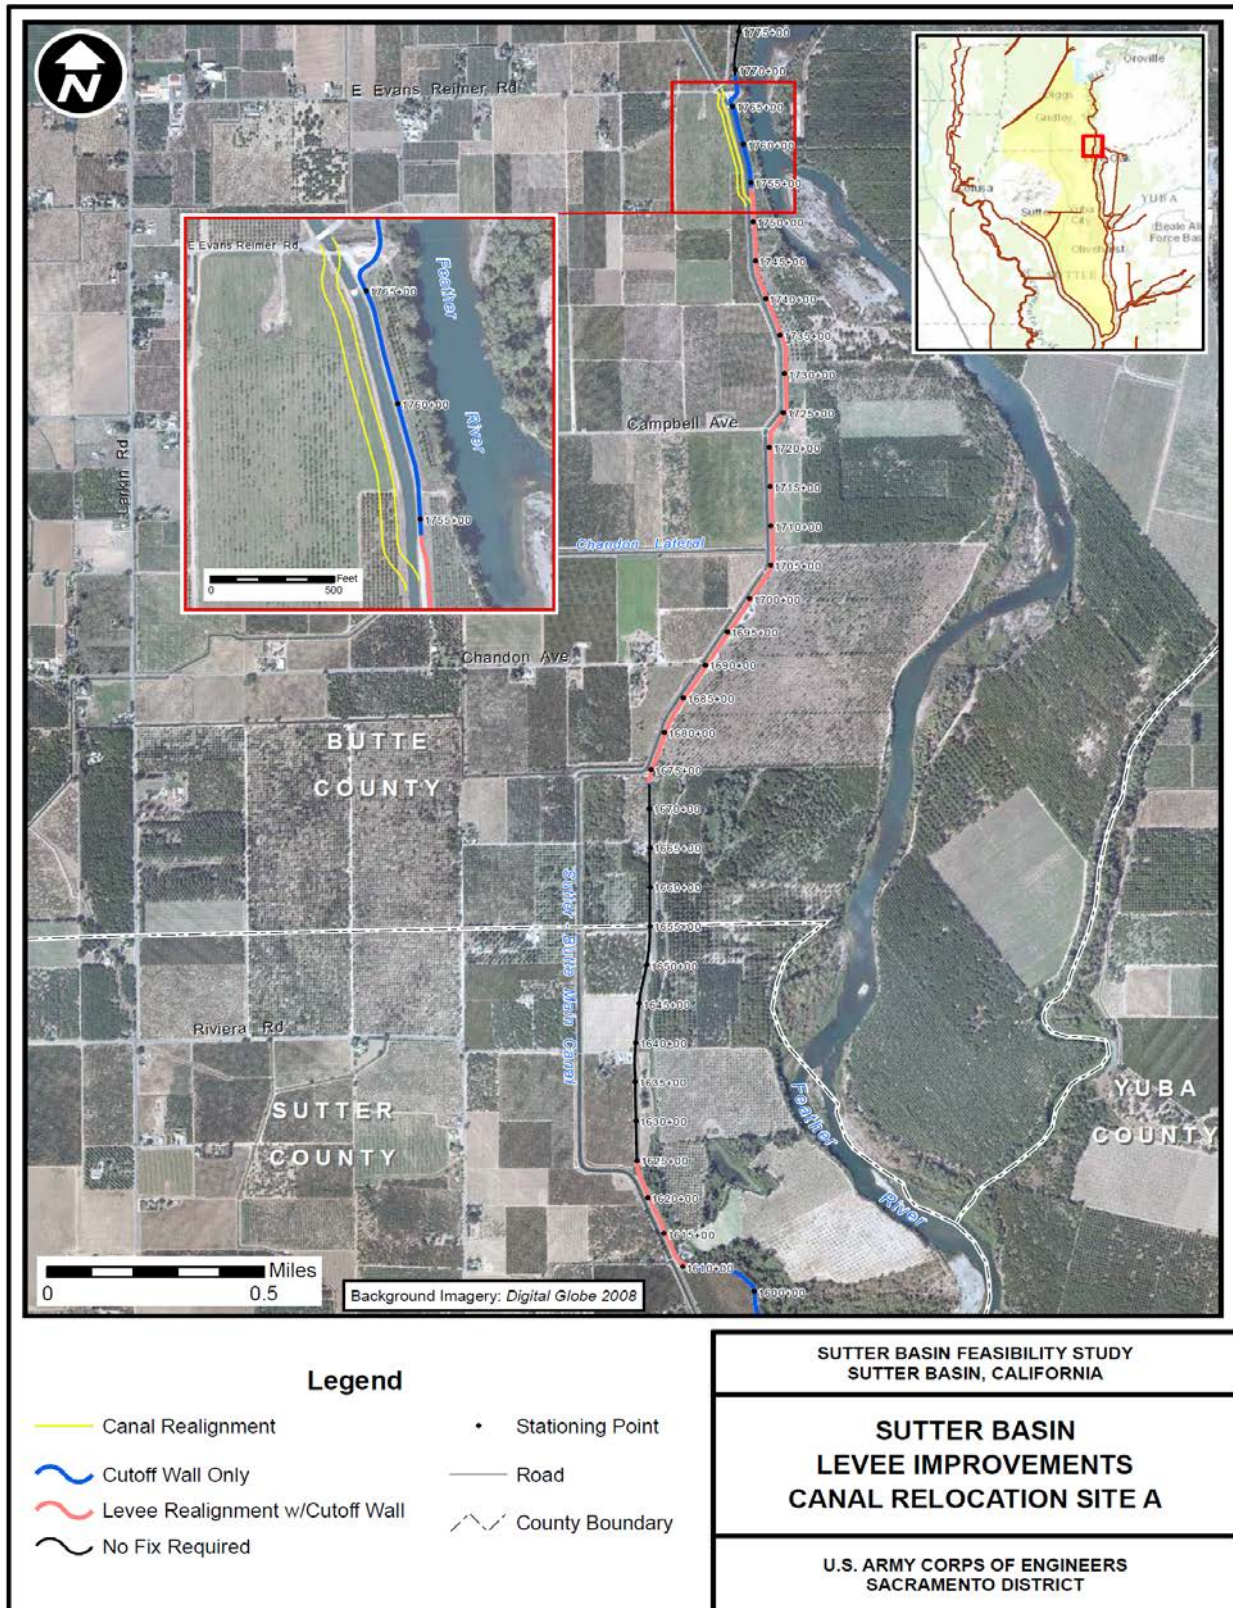 N
E Evans Reimer Rd
1775+00
1770+00
1765+00
1760+00
1755+00
1750+00
1745+00
1740+00
1735+00
1730+00
1725+00
1720+00
1715+00
1710+00
1705+00
1700+00
1695+00
1690+00
1685+00
1680+00
1675+00
1670+00
1665+00
1660+00
1655+00
1650+00
1645+00
1640+00
1635+00
1630+00
1625+00
1620+00
1615+00
1610+00
1600+00
Oroville
Gridley
Colusa
Sutter
Yuba
City
YUBA
Olivehurst
Beale Air
Force Base
SUTTER
E Evans Reimer Rd
Feather
River
1765+00
1760+00
1755+00
0 500 Feet
Larkin Rd
Campbell Ave
Chandon Lateral
Chandon Ave
BUTTE
COUNTY
Sutter - Butte Main Canal
Riviera Rd
SUTTER
COUNTY
Feather
River
YUBA
COUNTY
Miles
0 0.5
Background Imagery: Digital Globe 2008
Legend
Canal Realignment
Cutoff Wall Only
Levee Realignment w/Cutoff Wall
No Fix Required
Stationing Point
Road
County Boundary
SUTTER BASIN FEASIBILITY STUDY
SUTTER BASIN, CALIFORNIA
SUTTER BASIN
LEVEE IMPROVEMENTS
CANAL RELOCATION SITE A
U.S. ARMY CORPS OF ENGINEERS
SACRAMENTO DISTRICT